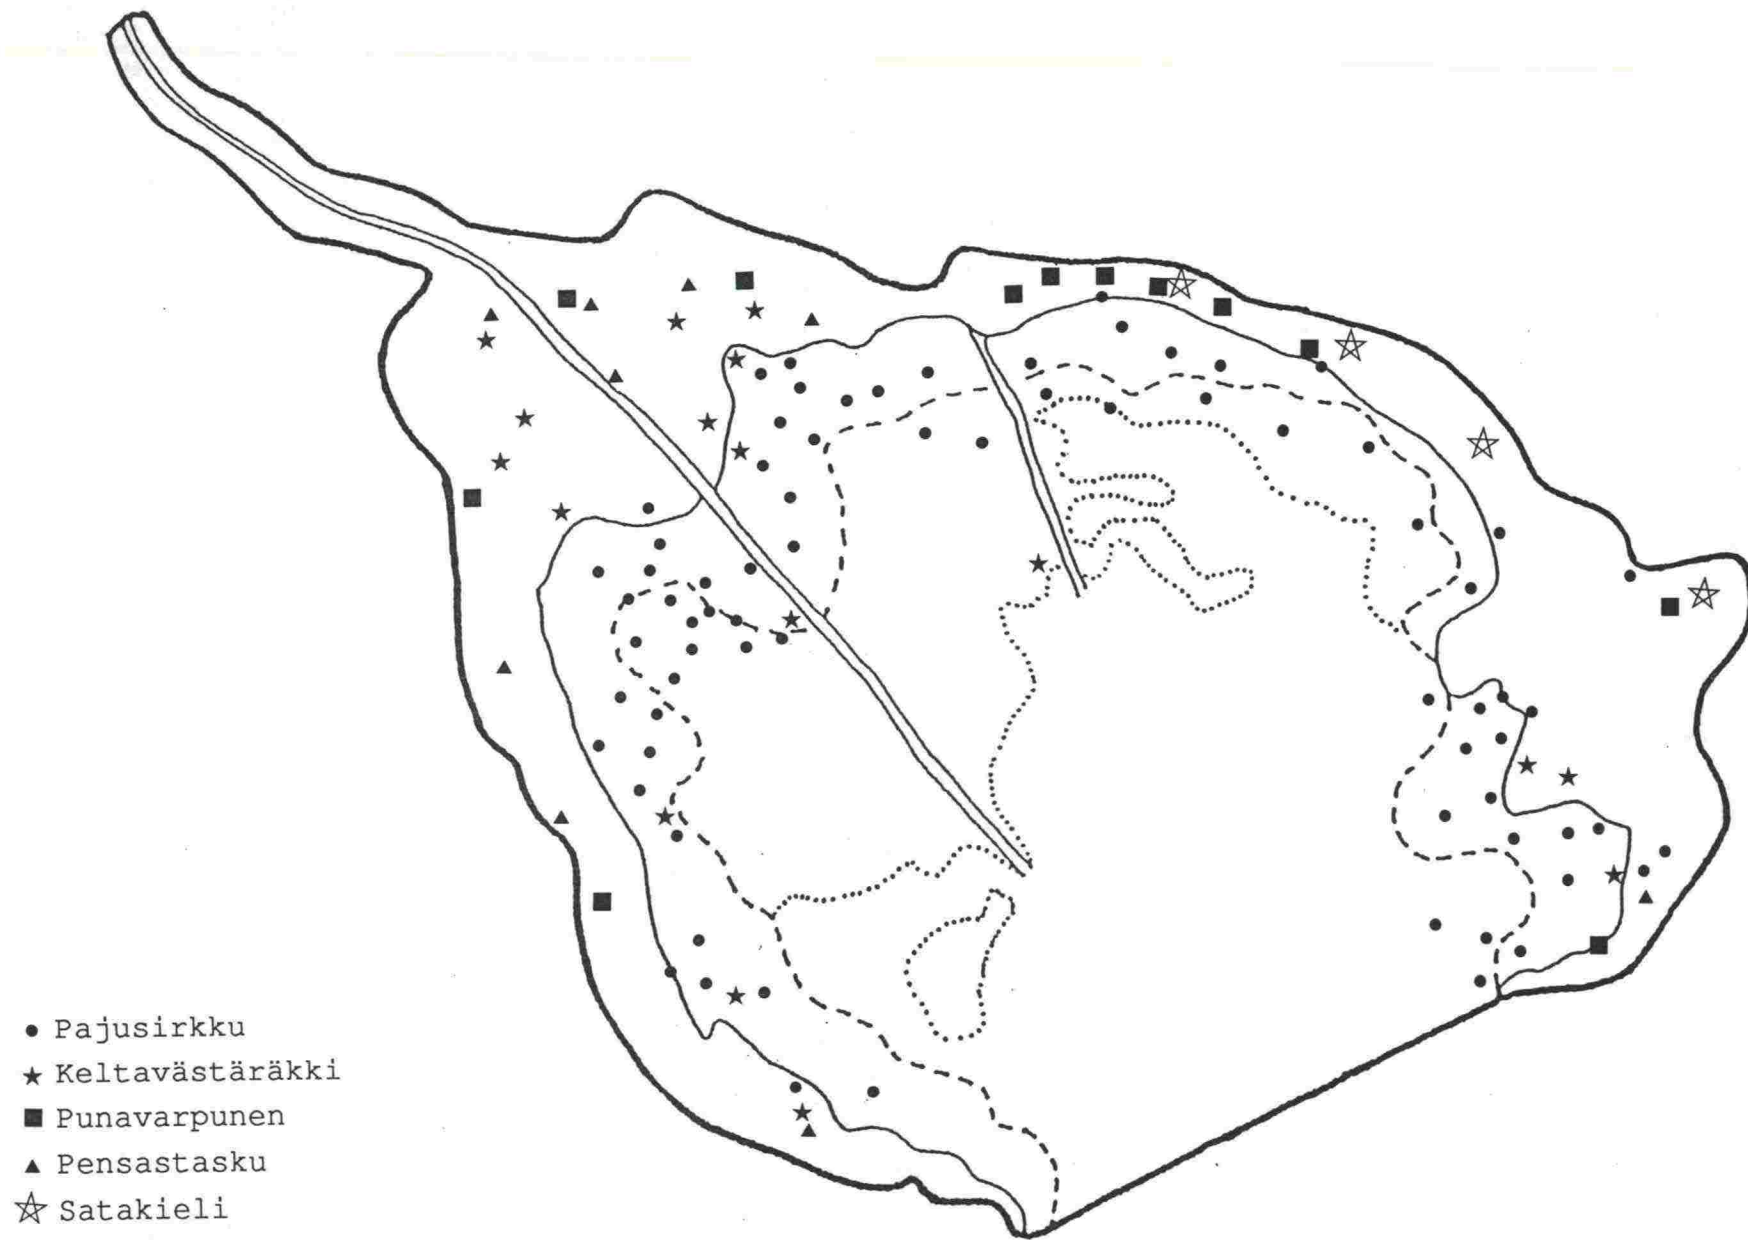 Pajusirkku
Keltavästäräkki
Punavarpunen
Pensastasku
Satakieli